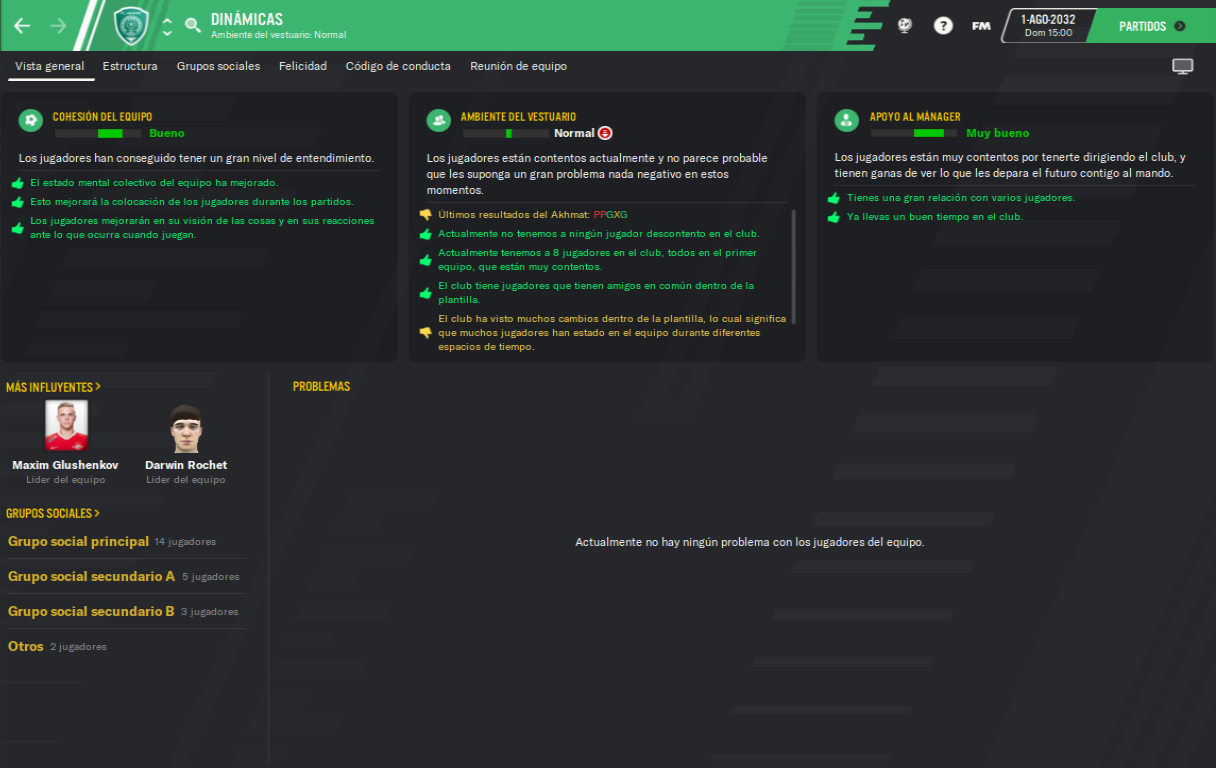 DINÁMICAS
Ambiente del vestuario: Normal
?
FM
1-AGO-2032
Dom 15:00
PARTIDOS
Vista general
Estructura
Grupos sociales
Felicidad
Código de conducta
Reunión de equipo
COHESIÓN DEL EQUIPO
Bueno
Los jugadores han conseguido tener un gran nivel de entendimiento.
El estado mental colectivo del equipo ha mejorado.
Esto mejorará la colocación de los jugadores durante los partidos.
Los jugadores mejorarán en su visión de las cosas y en sus reacciones
ante lo que ocurra cuando juegan.
AMBIENTE DEL VESTUARIO
Normal
Los jugadores están contentos actualmente y no parece probable
que les suponga un gran problema nada negativo en estos
momentos.
Últimos resultados del Akhmat: PPGXG
Actualmente no tenemos a ningún jugador descontento en el club.
Actualmente tenemos a 8 jugadores en el club, todos en el primer
equipo, que están muy contentos.
El club tiene jugadores que tienen amigos en común dentro de la
plantilla.
El club ha visto muchos cambios dentro de la plantilla, lo cual significa
que muchos jugadores han estado en el equipo durante diferentes
espacios de tiempo.
APOYO AL MÁNAGER
Muy bueno
Los jugadores están muy contentos por tenerte dirigiendo el club, y
tienen ganas de ver lo que les depara el futuro contigo al mando.
Tienes una gran relación con varios jugadores.
Ya llevas un buen tiempo en el club.
MÁS INFLUYENTES >
Maxim Glushenkov
Líder del equipo
Darwin Rochet
Líder del equipo
GRUPOS SOCIALES >
Grupo social principal 14 jugadores
Grupo social secundario A 5 jugadores
Grupo social secundario B 3 jugadores
Otros 2 jugadores
PROBLEMAS
Actualmente no hay ningún problema con los jugadores del equipo.